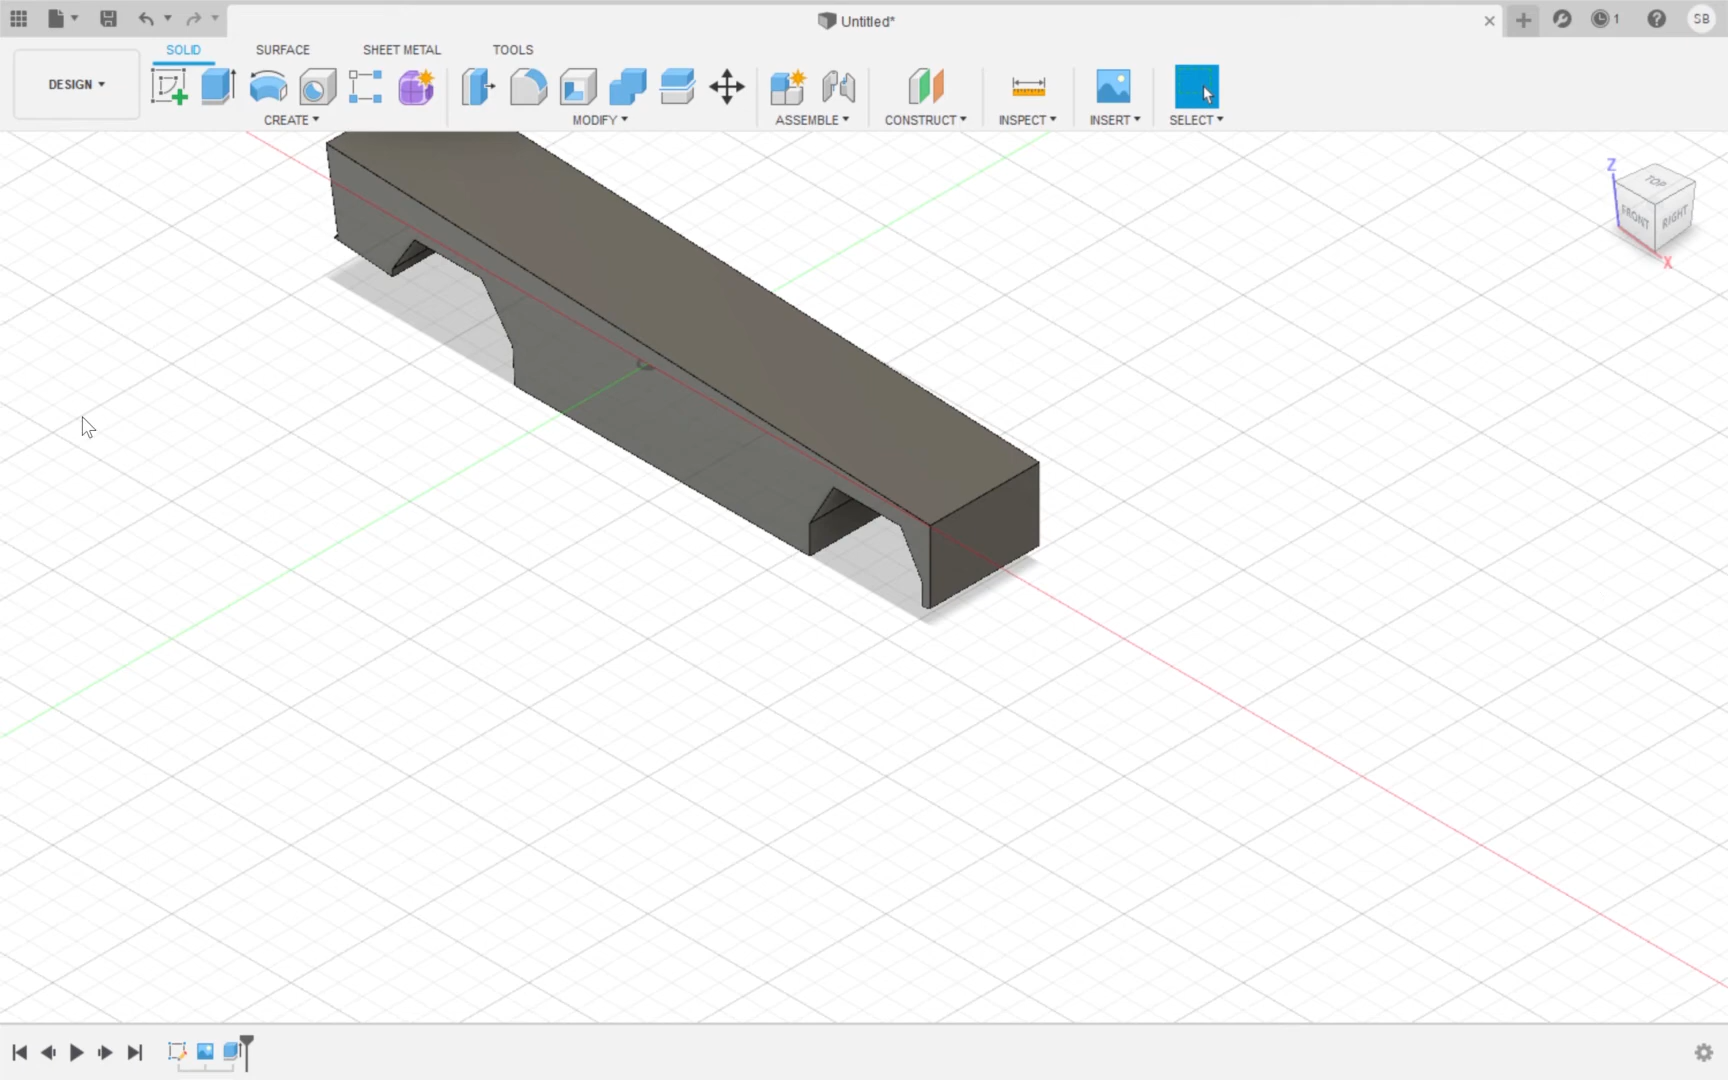 Untitled*
1
SB
DESIGN
SOLID
SURFACE
SHEET METAL
TOOLS
CREATE
MODIFY
ASSEMBLE
CONSTRUCT
INSPECT
INSERT
SELECT
Z
TOP
FRONT
RIGHT
X